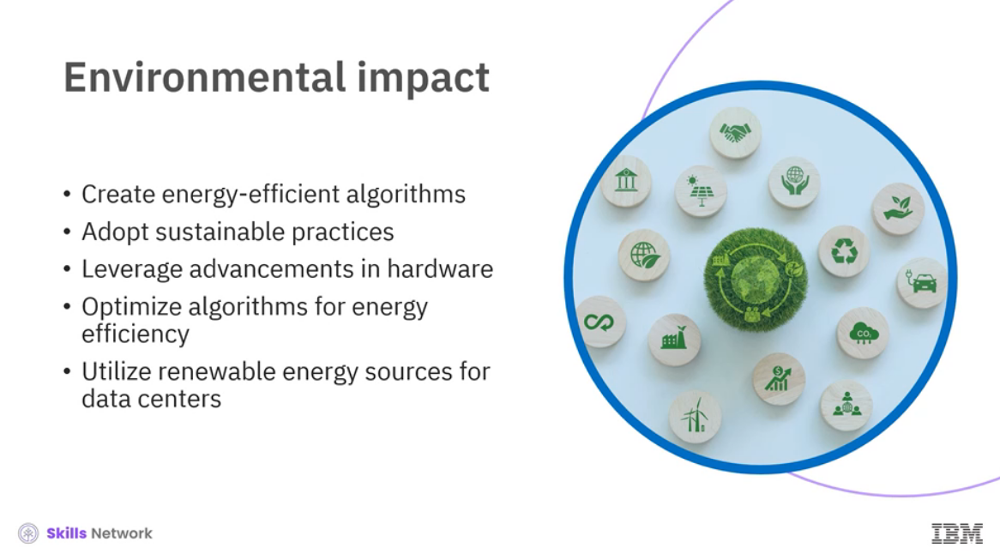 Environmental impact
• Create energy-efficient algorithms
• Adopt sustainable practices
• Leverage advancements in hardware
• Optimize algorithms for energy
efficiency
• Utilize renewable energy sources for
data centers
CO₂
$
Skills Network
IBM